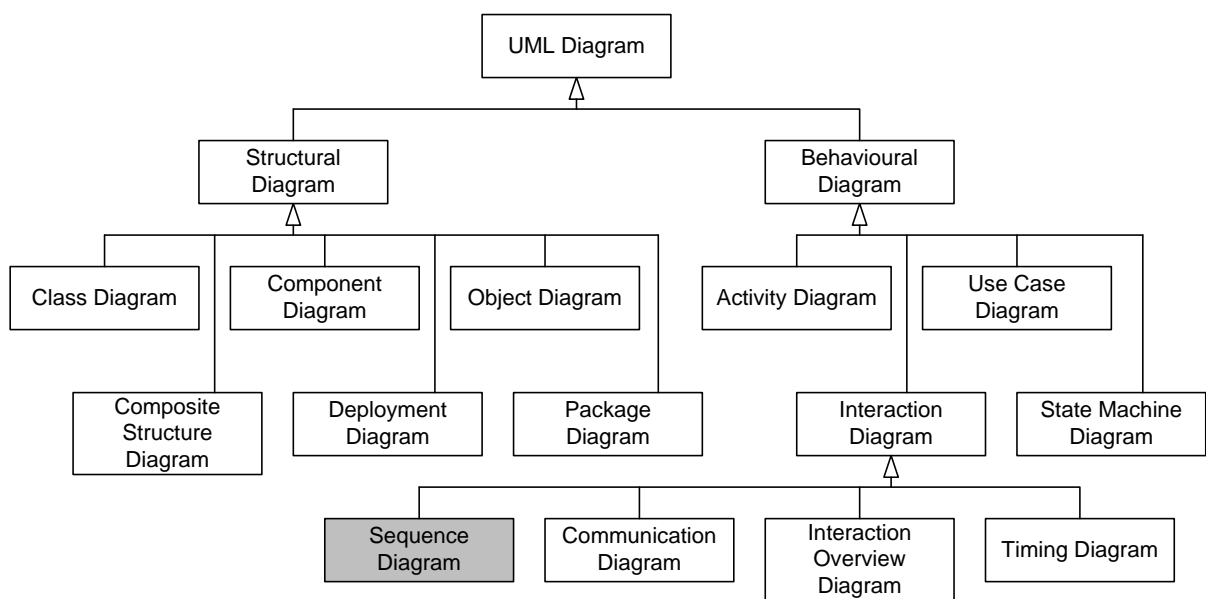 UML Diagram
Structural
Diagram
Behavioural
Diagram
Class Diagram
Component
Diagram
Object Diagram
Activity Diagram
Use Case
Diagram
Composite
Structure
Diagram
Deployment
Diagram
Package
Diagram
Interaction
Diagram
State Machine
Diagram
Sequence
Diagram
Communication
Diagram
Interaction
Overview
Diagram
Timing Diagram